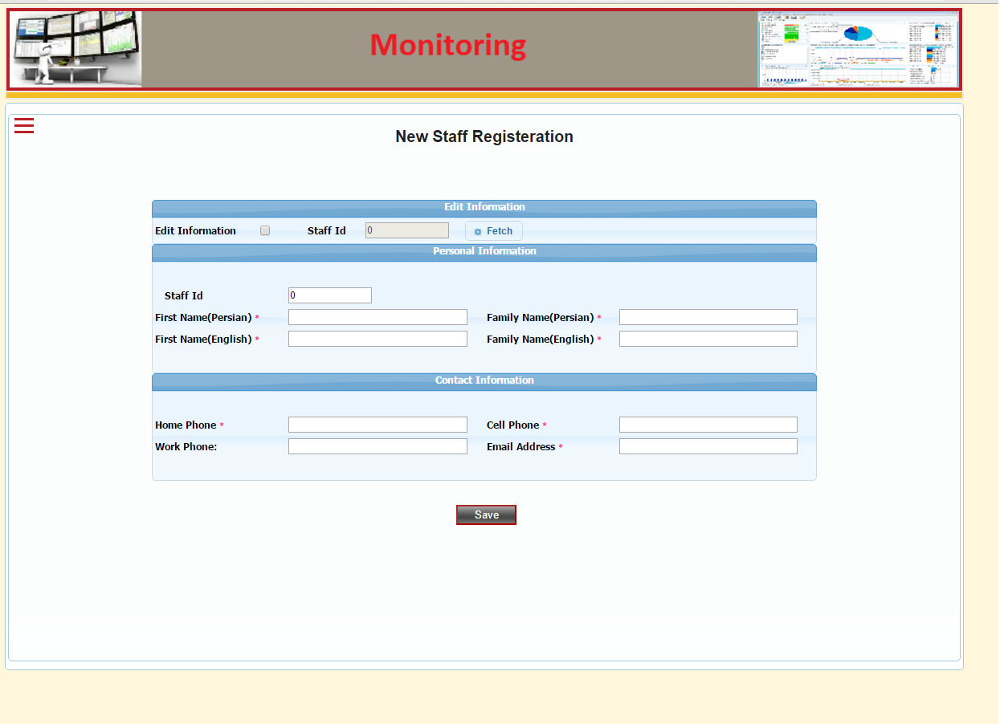 Monitoring
New Staff Registeration
Edit Information
Edit Information Staff Id 0 Fetch
Personal Information
Staff Id 0
First Name(Persian) * Family Name(Persian) *
First Name(English) * Family Name(English) *
Contact Information
Home Phone * Cell Phone *
Work Phone: Email Address *
Save